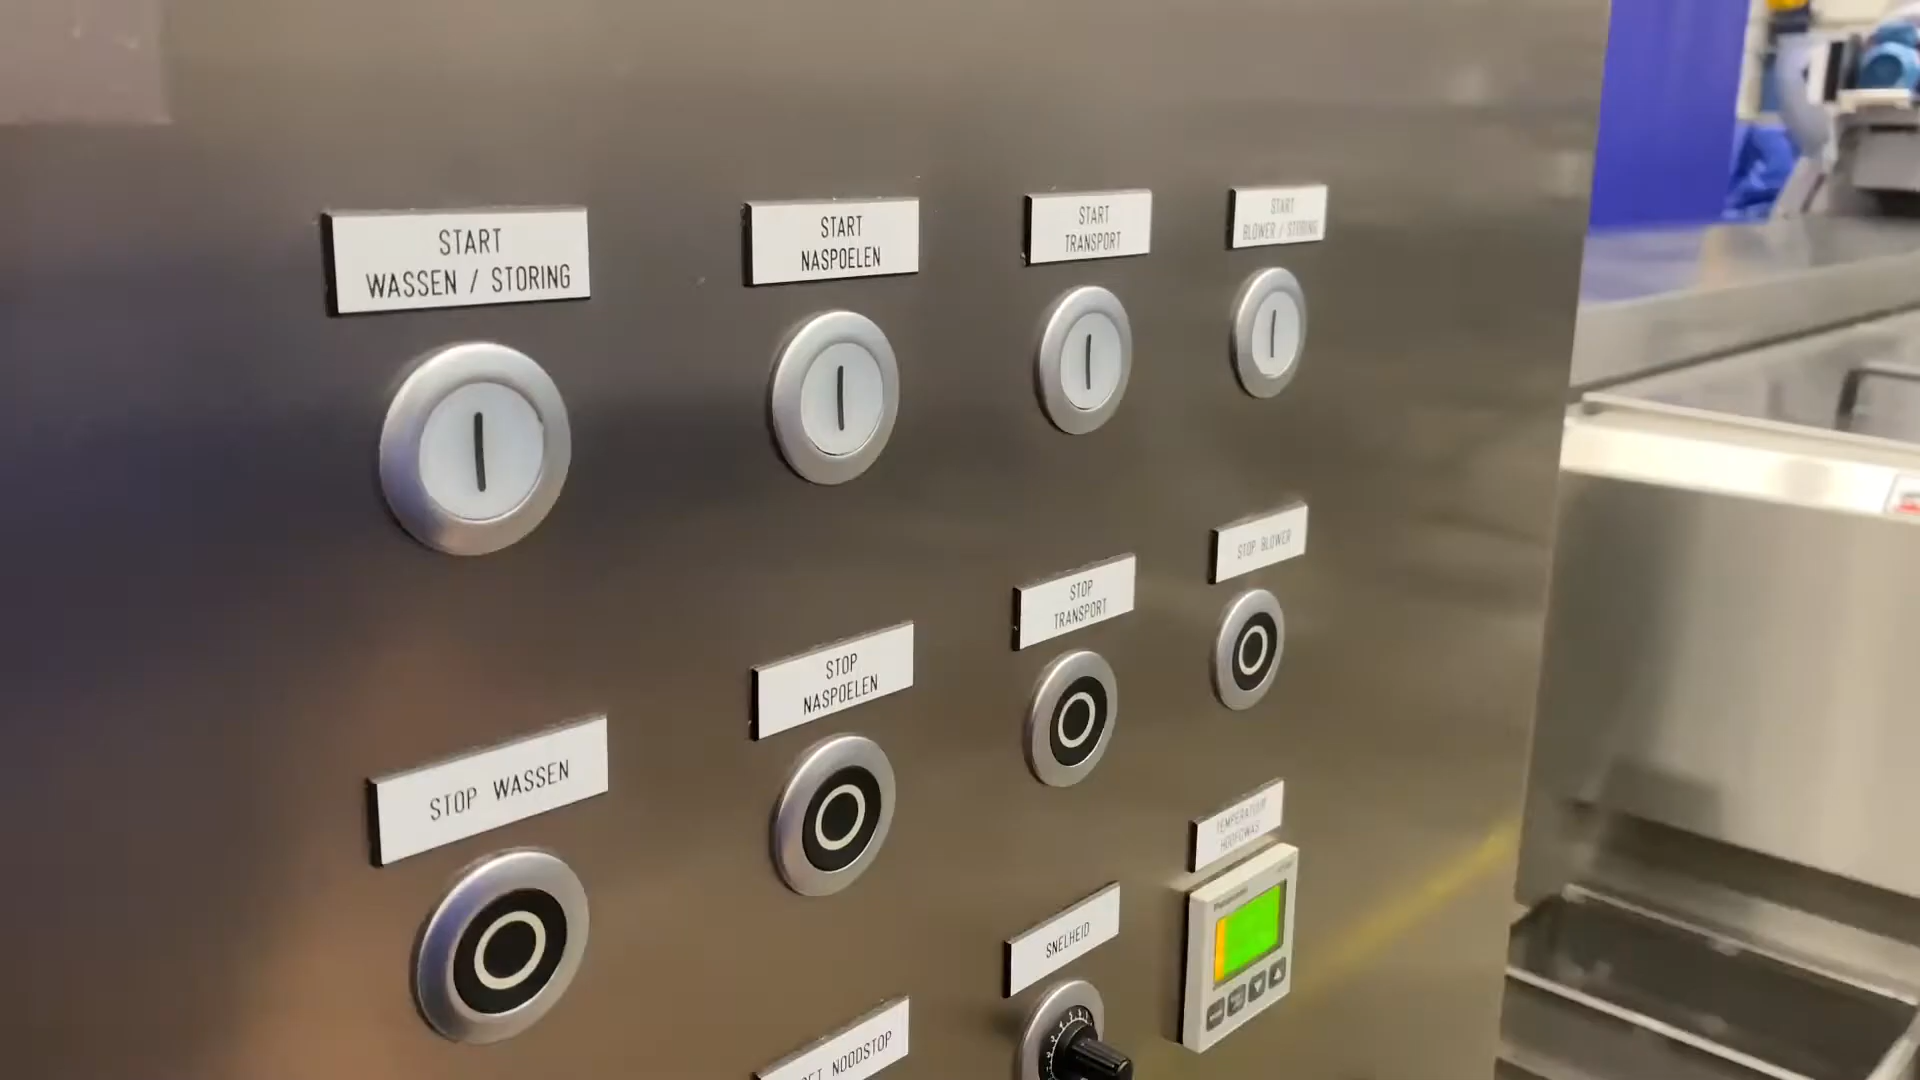 START
WASSEN / STORING
START
NASPOELEN
START
TRANSPORT
START
BLOWER / STORING
STOP WASSEN
STOP
NASPOELEN
STOP
TRANSPORT
STOP BLOWER
NOODSTOP
SNELHEID
TEMPERATUUR
HOOFDWAS
Panasonic